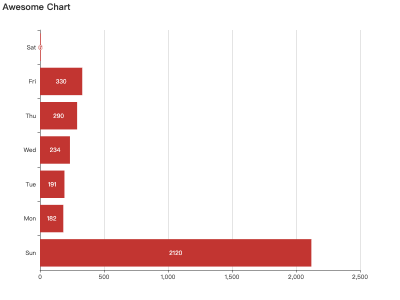 Awesome Chart
Sat
Fri 330
Thu 290
Wed 234
Tue 191
Mon 182
Sun 2120
0 500 1,000 1,500 2,000 2,500